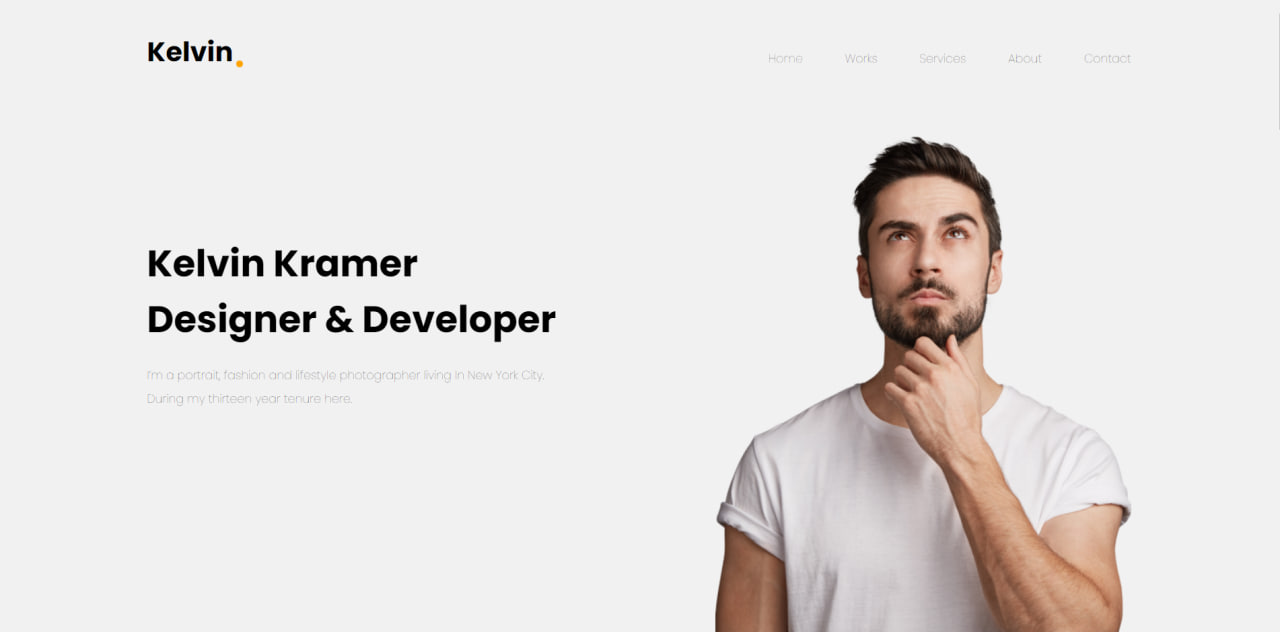 Kelvin.
Home Works Services About Contact
Kelvin Kramer
Designer & Developer
I'm a portrait, fashion and lifestyle photographer living In New York City.
During my thirteen year tenure here.